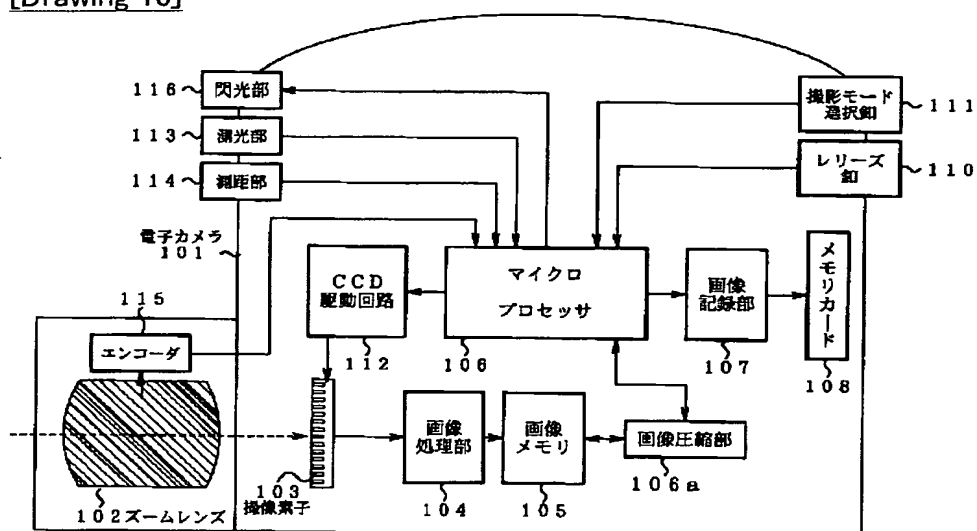 [Drawing 10]
116
閃光部
113
測光部
114
測距部
撮影モード
選択釦
111
レリーズ
釦
110
電子カメラ
101
115
エンコーダ
CCD
駆動回路
112
マイクロ
プロセッサ
106
画像
記録部
107
メモリカード
108
102ズームレンズ
103
撮像素子
画像
処理部
104
画像
メモリ
105
画像圧縮部
106a